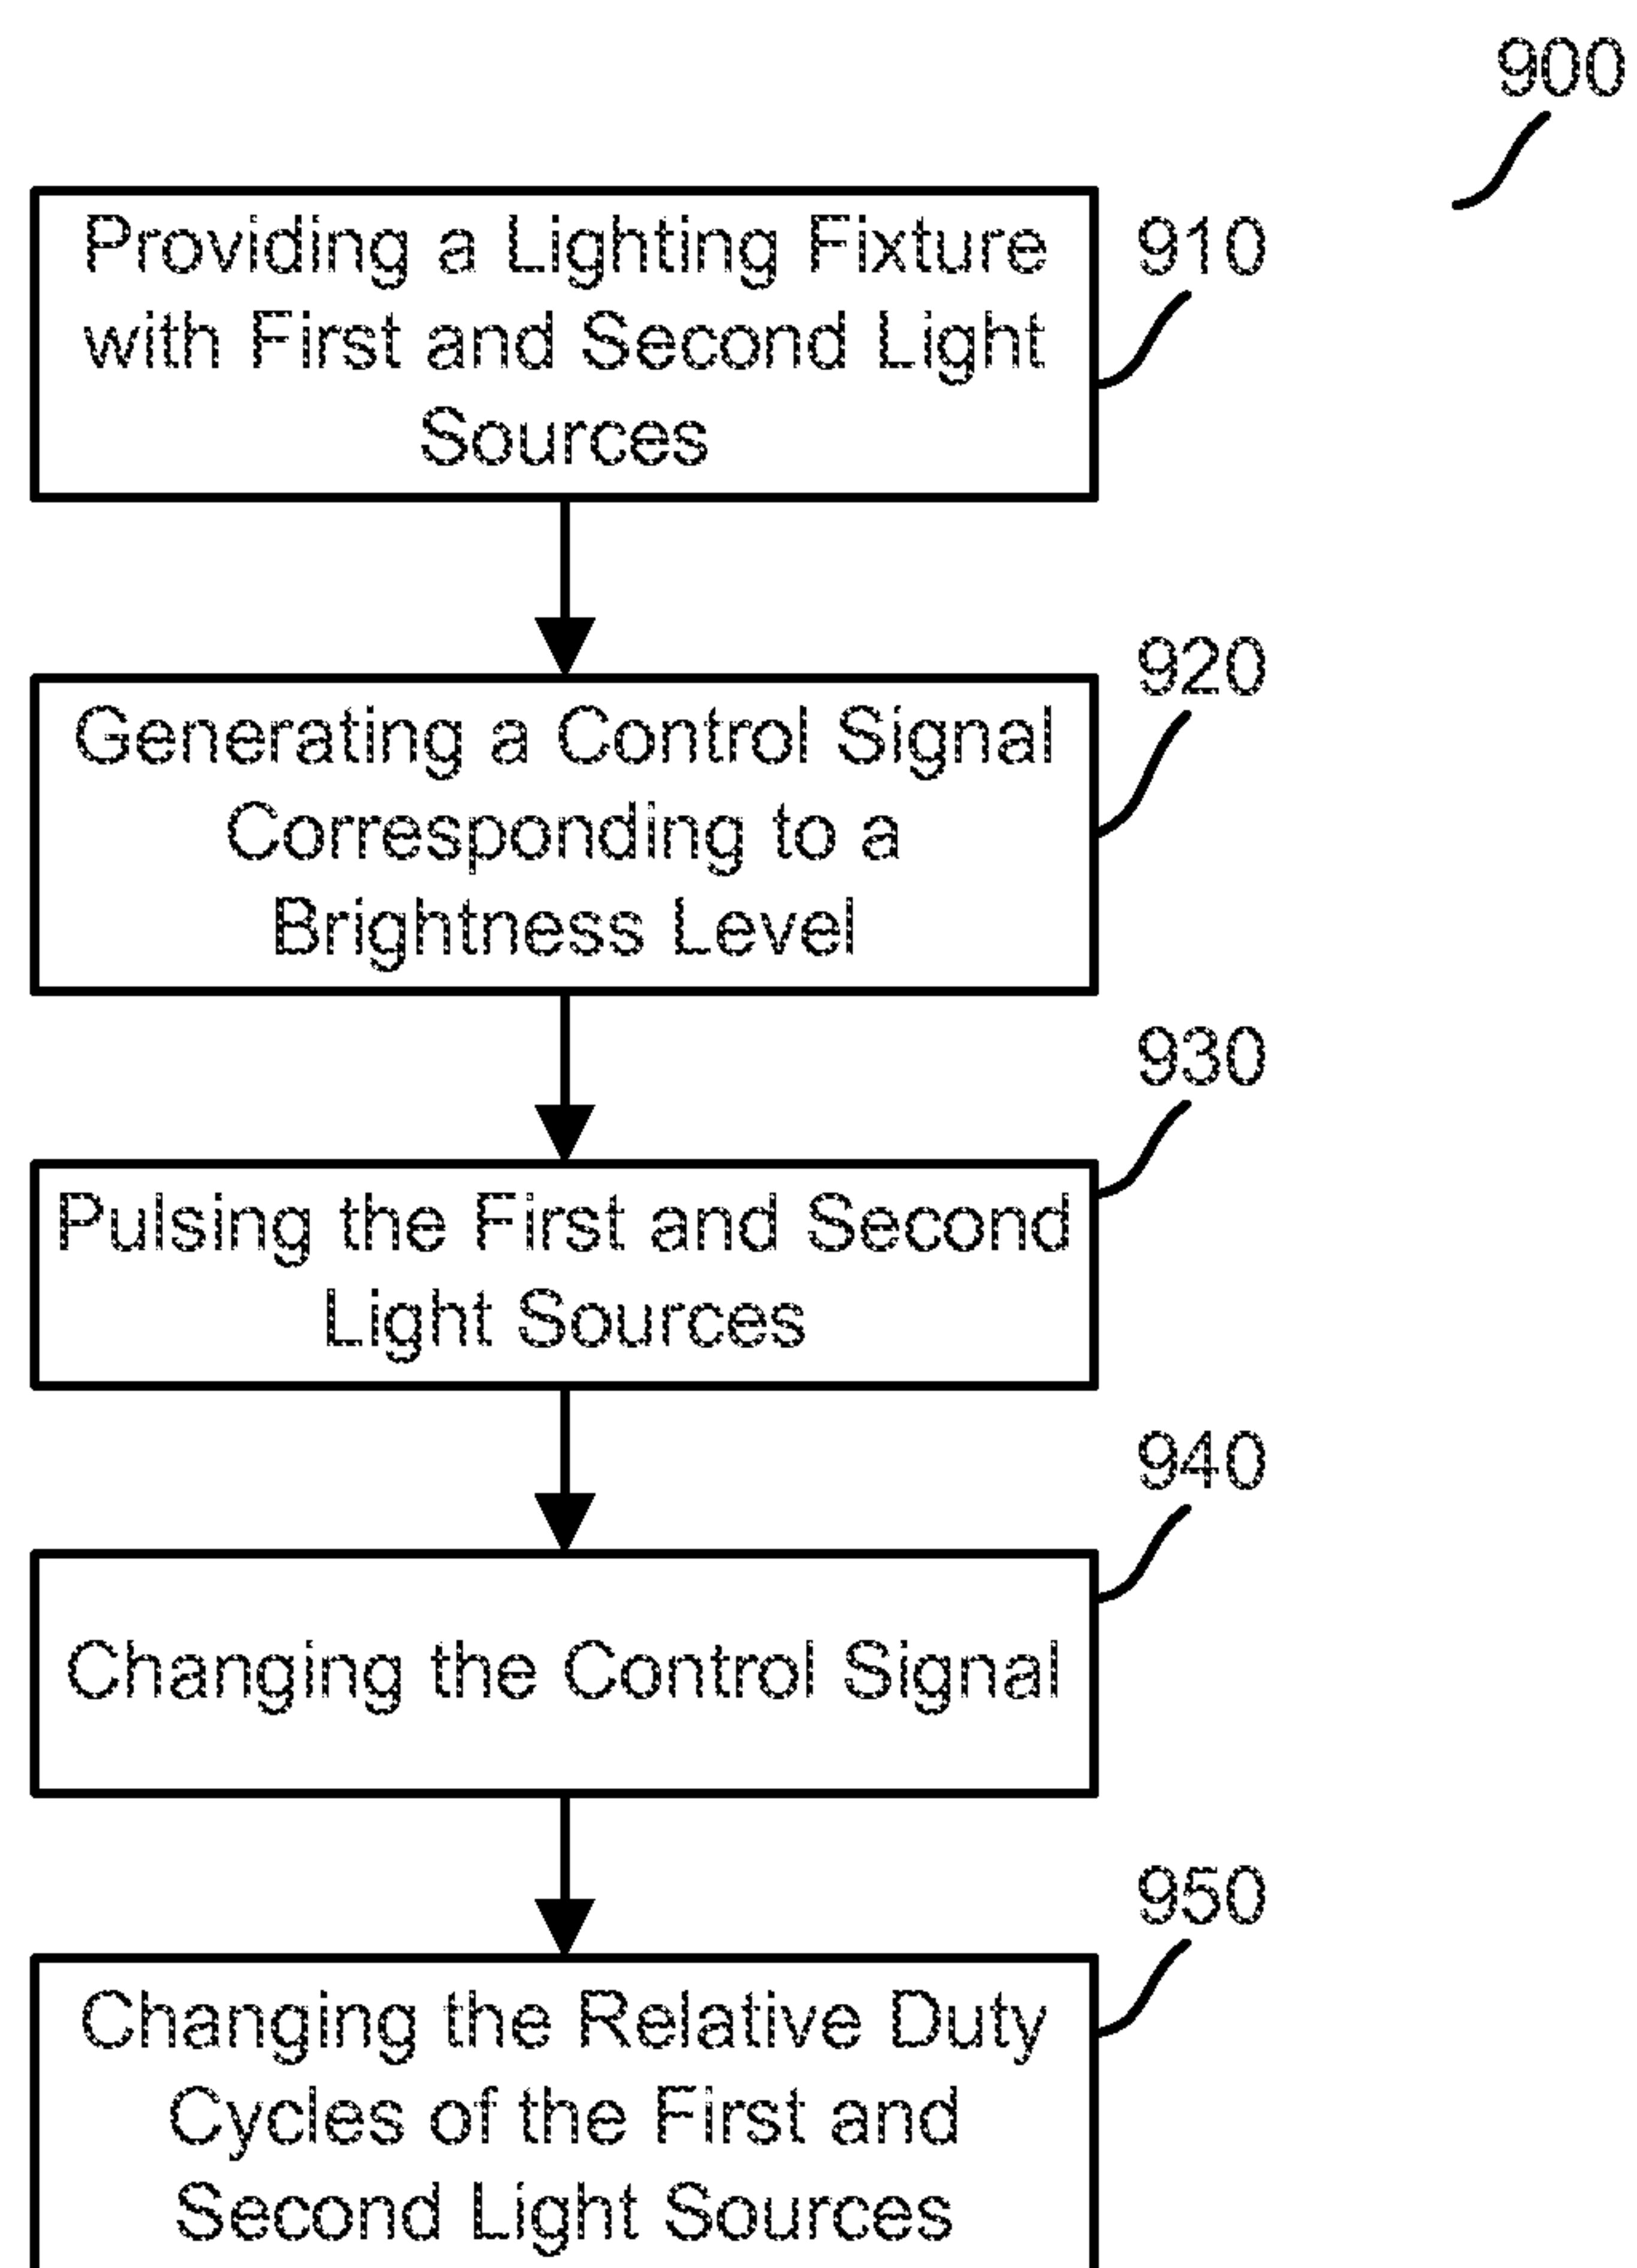 900
Providing a Lighting Fixture
with First and Second Light
Sources
910
Generating a Control Signal
Corresponding to a
Brightness Level
920
Pulsing the First and Second
Light Sources
930
Changing the Control Signal
940
Changing the Relative Duty
Cycles of the First and
Second Light Sources
950